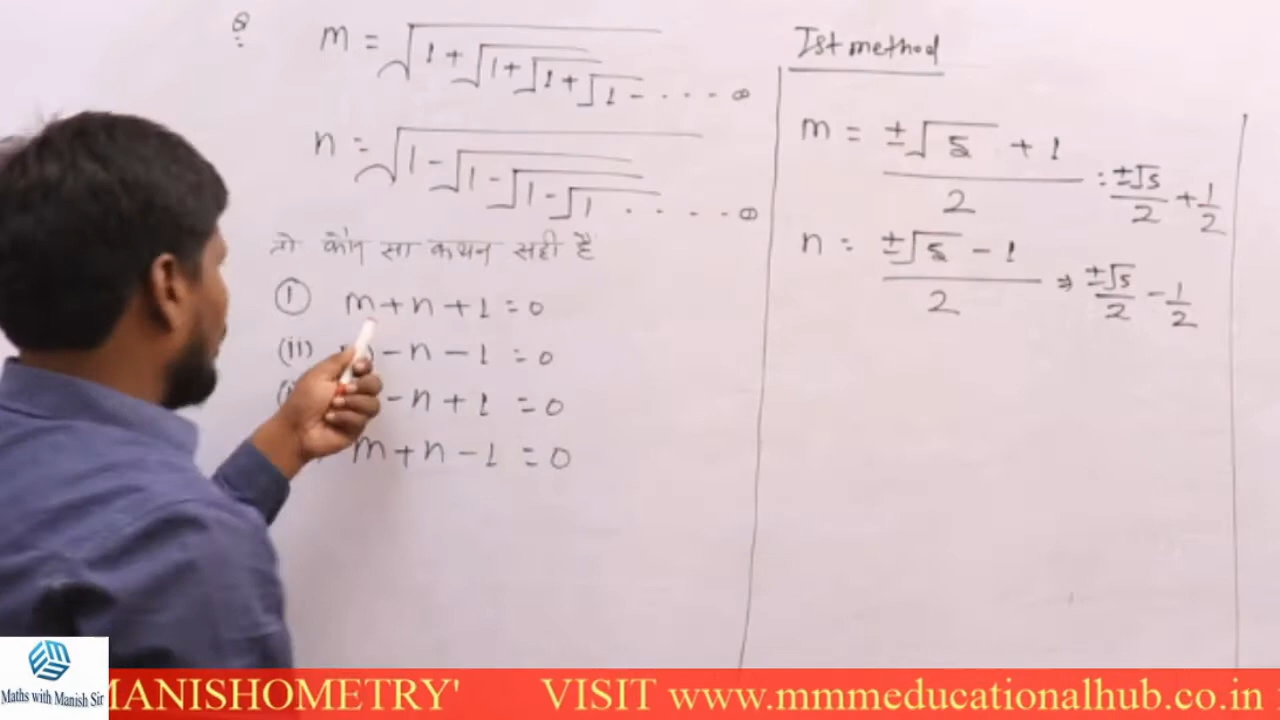 Q:
m = √1 + √1 + √1 + √1 - . . . . ∞
n = √1 - √1 - √1 - √1 . . . . . ∞
तो कौन सा कथन सही है
(i) m + n + 1 = 0
(ii) - n - 1 = 0
- n + 1 = 0
m + n - 1 = 0
Ist method
m = ±√5 + 1 / 2 = ±√5 / 2 + 1 / 2
n = ±√5 - 1 / 2 ⇒ ±√5 / 2 - 1 / 2
Maths with Manish Sir
MANISHOMETRY' VISIT www.mmmeducationalhub.co.in